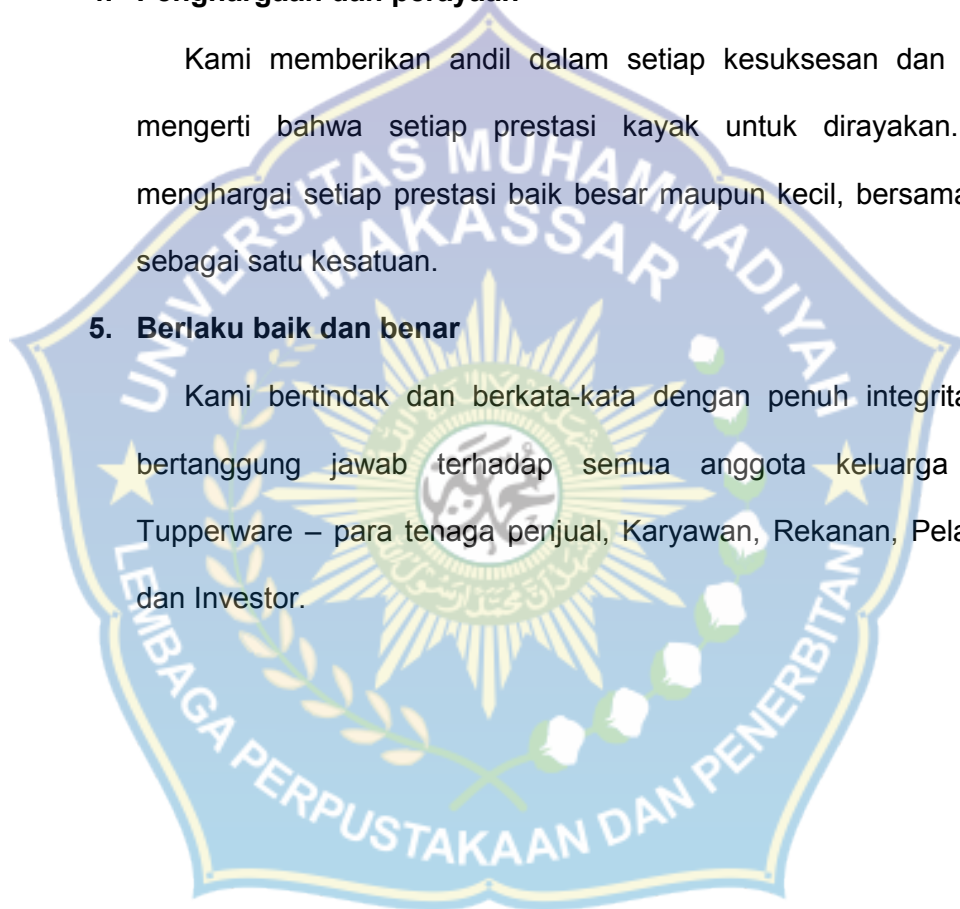 Penghargaan dan perayaan
Kami memberikan andil dalam setiap kesuksesan dan
mengerti bahwa setiap prestasi kayak untuk dirayakan.
menghargai setiap prestasi baik besar maupun kecil,
sebagai satu kesatuan.
5. Berlaku baik dan benar
Kami bertindak dan berkata-kata dengan penuh
bertanggung jawab terhadap semua anggota keluarga
Tupperware – para tenaga penjual, Karyawan, Rekanan,
dan Investor.
UNIVERSITAS MUHAMMADIYAH
MAKASSAR
LEMBAGA PERPUSTAKAAN DAN PENERBITAN